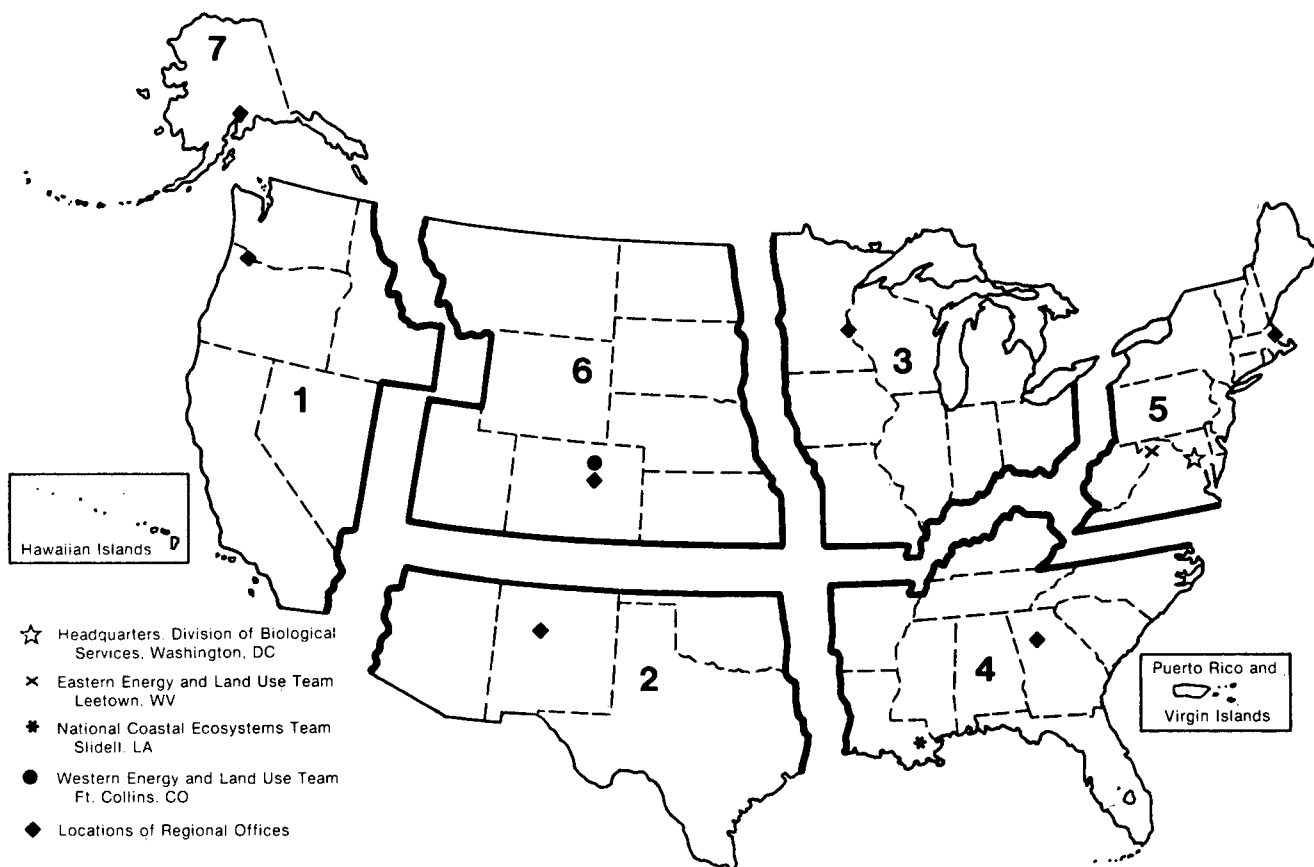 7
6
3
1
5
Hawaiian Islands
2
4
Puerto Rico and
Virgin Islands
Headquarters. Division of Biological
Services, Washington, DC
Eastern Energy and Land Use Team
Leetown, WV
National Coastal Ecosystems Team
Slidell, LA
Western Energy and Land Use Team
Ft. Collins, CO
Locations of Regional Offices